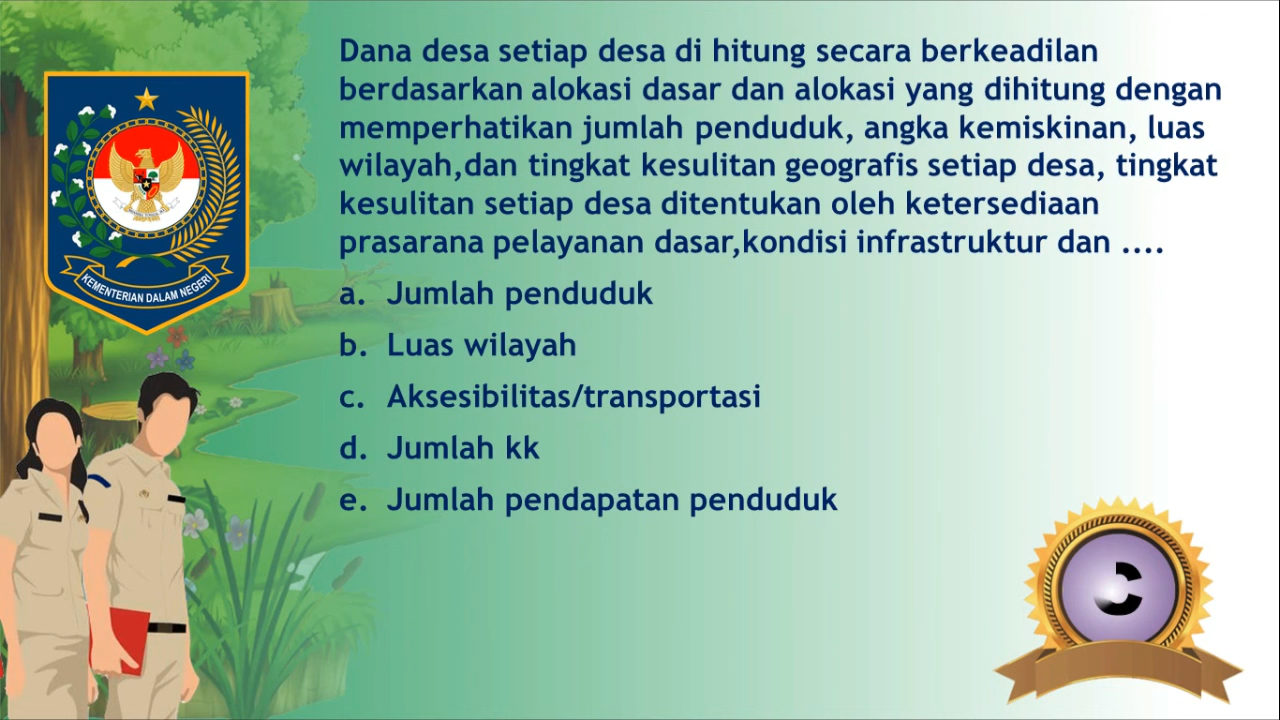 Dana desa setiap desa di hitung secara berkeadilan
berdasarkan alokasi dasar dan alokasi yang dihitung dengan
memperhatikan jumlah penduduk, angka kemiskinan, luas
wilayah,dan tingkat kesulitan geografis setiap desa, tingkat
kesulitan setiap desa ditentukan oleh ketersediaan
prasarana pelayanan dasar,kondisi infrastruktur dan ....
a. Jumlah penduduk
b. Luas wilayah
c. Aksesibilitas/transportasi
d. Jumlah kk
e. Jumlah pendapatan penduduk
KEMENTERIAN DALAM NEGERI
C